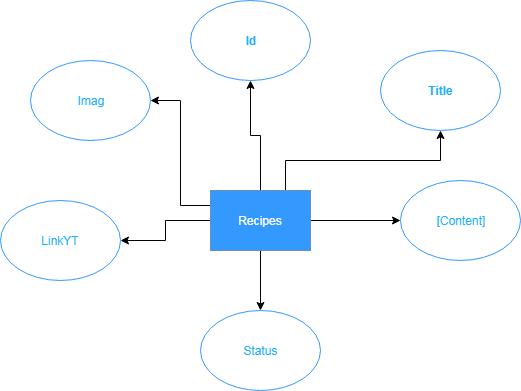 Id
Title
Imag
Recipes
[Content]
LinkYT
Status